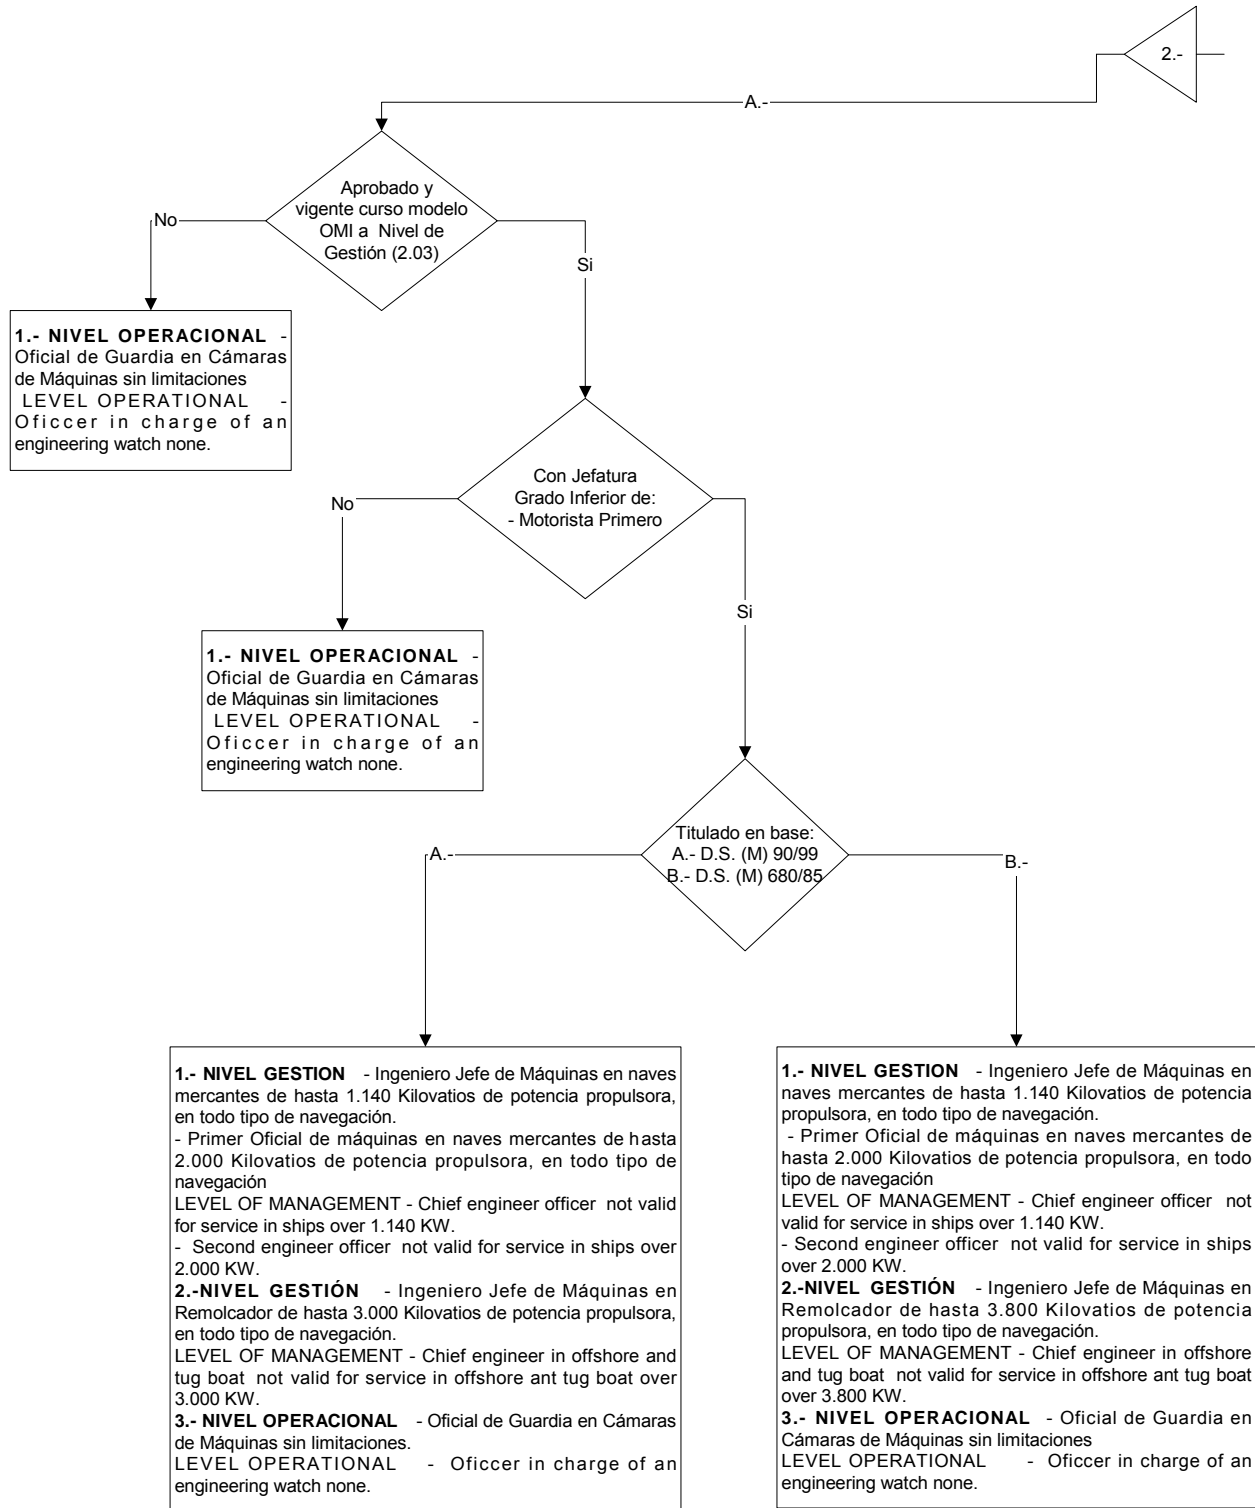 2.-
A.-
Aprobado y
vigente curso modelo
OMI a Nivel de
Gestión (2.03)
No
Si
1.- NIVEL OPERACIONAL -
Oficial de Guardia en Cámaras
de Máquinas sin limitaciones
LEVEL OPERATIONAL -
Oficcer in charge of an
engineering watch none.
Con Jefatura
Grado Inferior de:
- Motorista Primero
No
Si
1.- NIVEL OPERACIONAL -
Oficial de Guardia en Cámaras
de Máquinas sin limitaciones
LEVEL OPERATIONAL -
Oficcer in charge of an
engineering watch none.
Titulado en base:
A.- D.S. (M) 90/99
B.- D.S. (M) 680/85
A.-
B.-
1.- NIVEL GESTION - Ingeniero Jefe de Máquinas en naves
mercantes de hasta 1.140 Kilovatios de potencia propulsora,
en todo tipo de navegación.
- Primer Oficial de máquinas en naves mercantes de hasta
2.000 Kilovatios de potencia propulsora, en todo tipo de
navegación
LEVEL OF MANAGEMENT - Chief engineer officer not valid
for service in ships over 1.140 KW.
- Second engineer officer not valid for service in ships over
2.000 KW.
2.-NIVEL GESTIÓN - Ingeniero Jefe de Máquinas en
Remolcador de hasta 3.000 Kilovatios de potencia propulsora,
en todo tipo de navegación.
LEVEL OF MANAGEMENT - Chief engineer in offshore and
tug boat not valid for service in offshore ant tug boat over
3.000 KW.
3.- NIVEL OPERACIONAL - Oficial de Guardia en Cámaras
de Máquinas sin limitaciones.
LEVEL OPERATIONAL - Oficcer in charge of an
engineering watch none.
1.- NIVEL GESTION - Ingeniero Jefe de Máquinas en
naves mercantes de hasta 1.140 Kilovatios de potencia
propulsora, en todo tipo de navegación.
- Primer Oficial de máquinas en naves mercantes de
hasta 2.000 Kilovatios de potencia propulsora, en todo
tipo de navegación
LEVEL OF MANAGEMENT - Chief engineer officer not
valid for service in ships over 1.140 KW.
- Second engineer officer not valid for service in ships
over 2.000 KW.
2.-NIVEL GESTIÓN - Ingeniero Jefe de Máquinas en
Remolcador de hasta 3.800 Kilovatios de potencia
propulsora, en todo tipo de navegación.
LEVEL OF MANAGEMENT - Chief engineer in offshore
and tug boat not valid for service in offshore ant tug boat
over 3.800 KW.
3.- NIVEL OPERACIONAL - Oficial de Guardia en
Cámaras de Máquinas sin limitaciones
LEVEL OPERATIONAL - Oficcer in charge of an
engineering watch none.